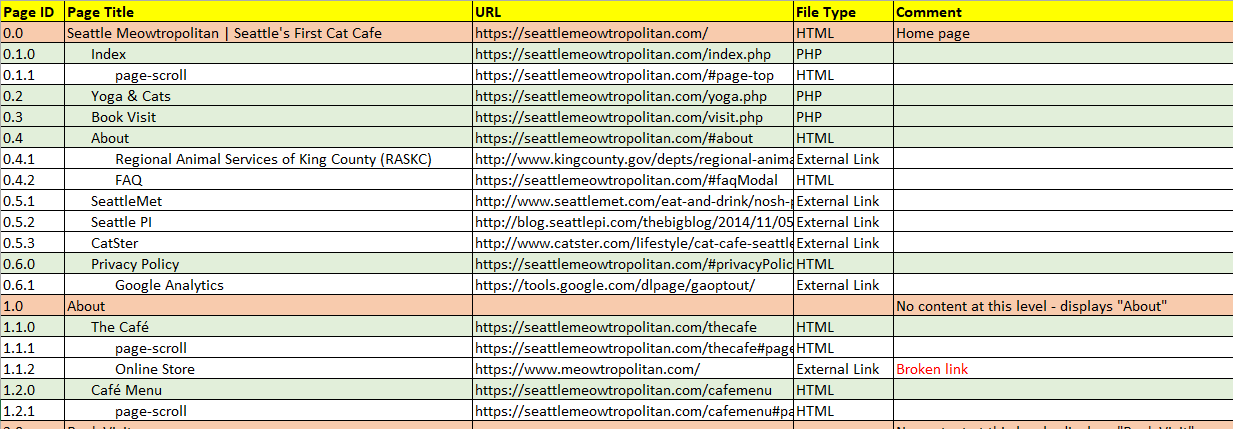 Page ID Page Title URL File Type Comment
0.0 Seattle Meowtropolitan | Seattle's First Cat Cafe https://seattlemeowtropolitan.com/ HTML Home page
0.1.0 Index https://seattlemeowtropolitan.com/index.php PHP
0.1.1 page-scroll https://seattlemeowtropolitan.com/#page-top HTML
0.2 Yoga & Cats https://seattlemeowtropolitan.com/yoga.php PHP
0.3 Book Visit https://seattlemeowtropolitan.com/visit.php PHP
0.4 About https://seattlemeowtropolitan.com/#about HTML
0.4.1 Regional Animal Services of King County (RASKC) http://www.kingcounty.gov/depts/regional-anima External Link
0.4.2 FAQ https://seattlemeowtropolitan.com/#faqModal HTML
0.5.1 SeattleMet http://www.seattlemet.com/eat-and-drink/nosh-p External Link
0.5.2 Seattle PI http://blog.seattlepi.com/thebigblog/2014/11/05 External Link
0.5.3 CatSter http://www.catster.com/lifestyle/cat-cafe-seattle External Link
0.6.0 Privacy Policy https://seattlemeowtropolitan.com/#privacyPolic HTML
0.6.1 Google Analytics https://tools.google.com/dlpage/gaoptout/ External Link
1.0 About No content at this level - displays "About"
1.1.0 The Café https://seattlemeowtropolitan.com/thecafe HTML
1.1.1 page-scroll https://seattlemeowtropolitan.com/thecafe#page HTML
1.1.2 Online Store https://www.meowtropolitan.com/ External Link Broken link
1.2.0 Café Menu https://seattlemeowtropolitan.com/cafemenu HTML
1.2.1 page-scroll https://seattlemeowtropolitan.com/cafemenu#pa HTML